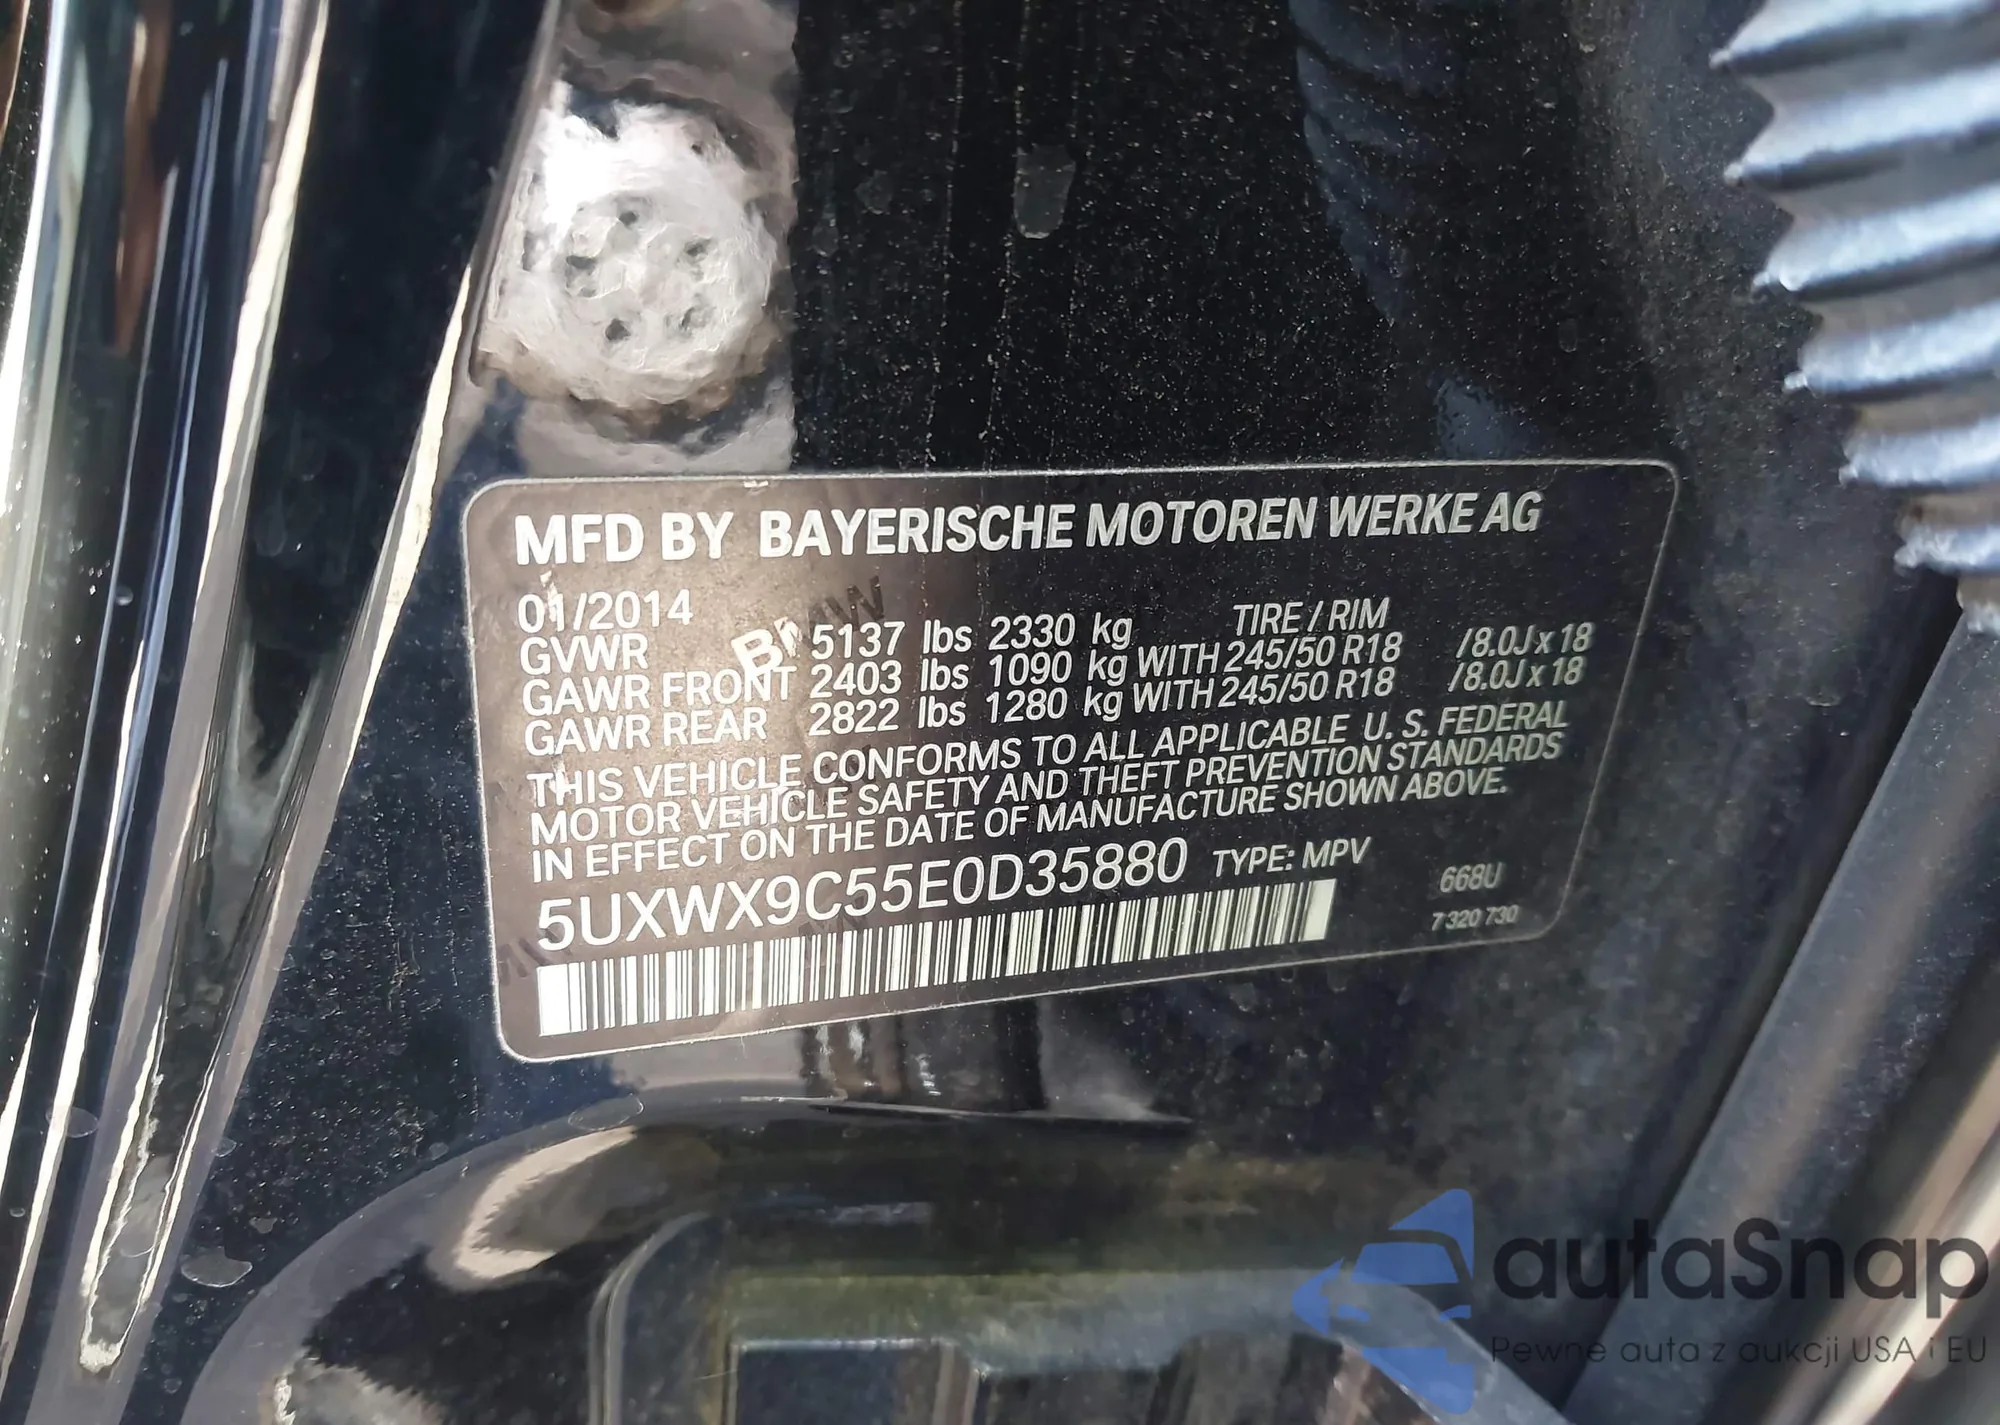 MFD BY BAYERISCHE MOTOREN WERKE AG
01/2014 TIRE / RIM
GVWR 5137 lbs 2330 kg
GAWR FRONT 2403 lbs 1090 kg WITH 245/50 R18 /8.0J x 18
GAWR REAR 2822 lbs 1280 kg WITH 245/50 R18 /8.0J x 18
THIS VEHICLE CONFORMS TO ALL APPLICABLE U. S. FEDERAL
MOTOR VEHICLE SAFETY AND THEFT PREVENTION STANDARDS
IN EFFECT ON THE DATE OF MANUFACTURE SHOWN ABOVE.
5UXWX9C55E0D35880 TYPE: MPV 668U
7 320 730
autaSnap
Pewne auta z aukcji USA i EU